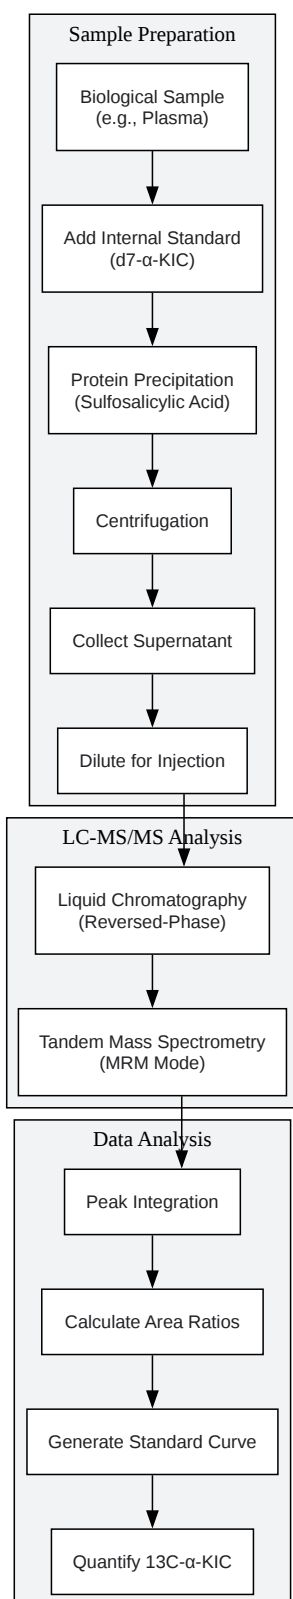 Sample Preparation
Biological Sample
(e.g., Plasma)
Add Internal Standard
(d7-α-KIC)
Protein Precipitation
(Sulfosalicylic Acid)
Centrifugation
Collect Supernatant
Dilute for Injection
LC-MS/MS Analysis
Liquid Chromatography
(Reversed-Phase)
Tandem Mass Spectrometry
(MRM Mode)
Data Analysis
Peak Integration
Calculate Area Ratios
Generate Standard Curve
Quantify 13C-α-KIC